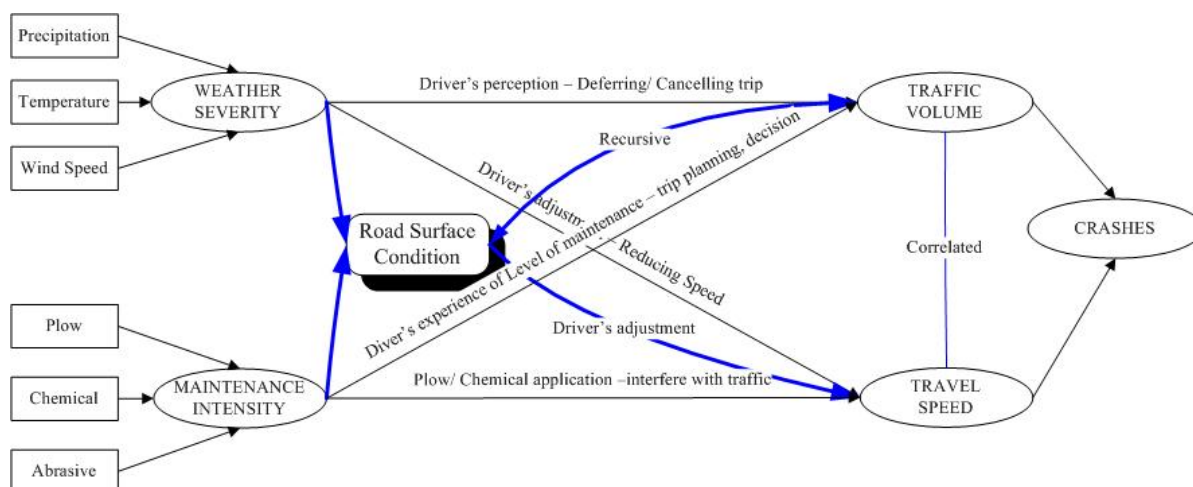 Precipitation
Temperature
Wind Speed
WEATHER
SEVERITY
Driver's perception – Deferring/ Cancelling trip
TRAFFIC
VOLUME
Recursive
Driver's adjustm – Reducing Speed
Diver's experience of Level of maintenance – trip planning, decision
Road Surface
Condition
CRASHES
Correlated
Driver's adjustment
Plow
Chemical
Abrasive
MAINTENANCE
INTENSITY
Plow/ Chemical application –interfere with traffic
TRAVEL
SPEED